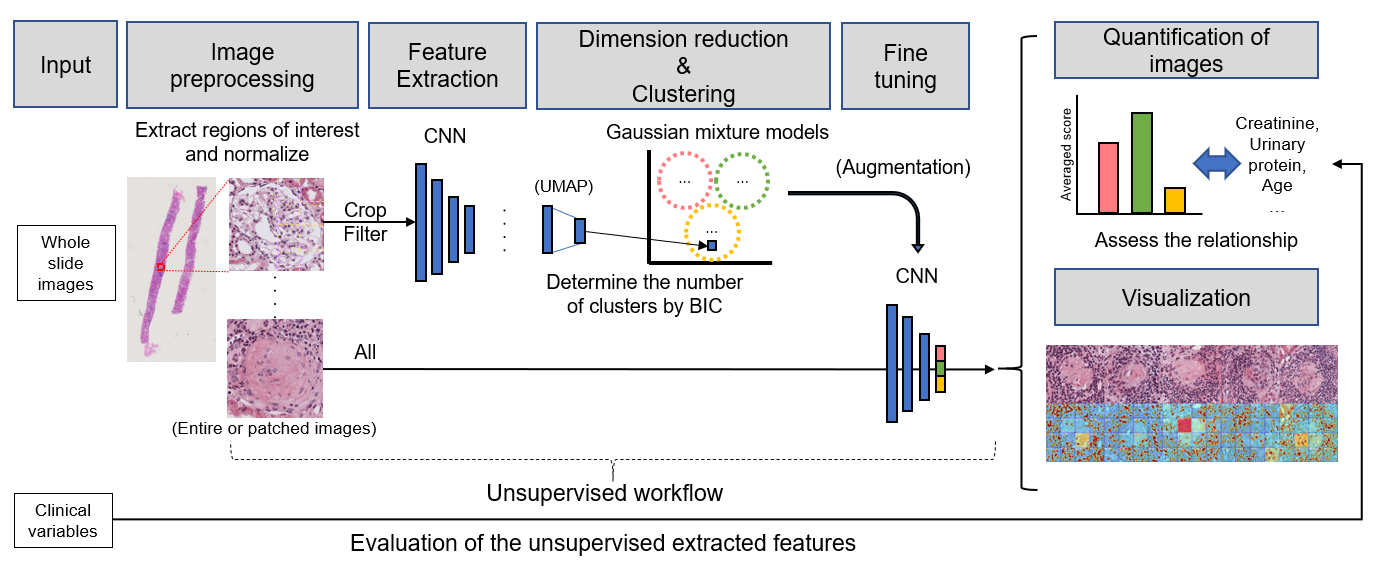 Input
Image
preprocessing
Feature
Extraction
Dimension reduction
&
Clustering
Fine
tuning
Quantification of
images
Extract regions of interest
and normalize
CNN
Gaussian mixture models
(UMAP)
(Augmentation)
Averaged score
Creatinine,
Urinary
protein,
Age
...
Crop
Filter
...
...
...
Whole
slide
images
Assess the relationship
Determine the number
of clusters by BIC
CNN
Visualization
All
(Entire or patched images)
Unsupervised workflow
Clinical
variables
Evaluation of the unsupervised extracted features